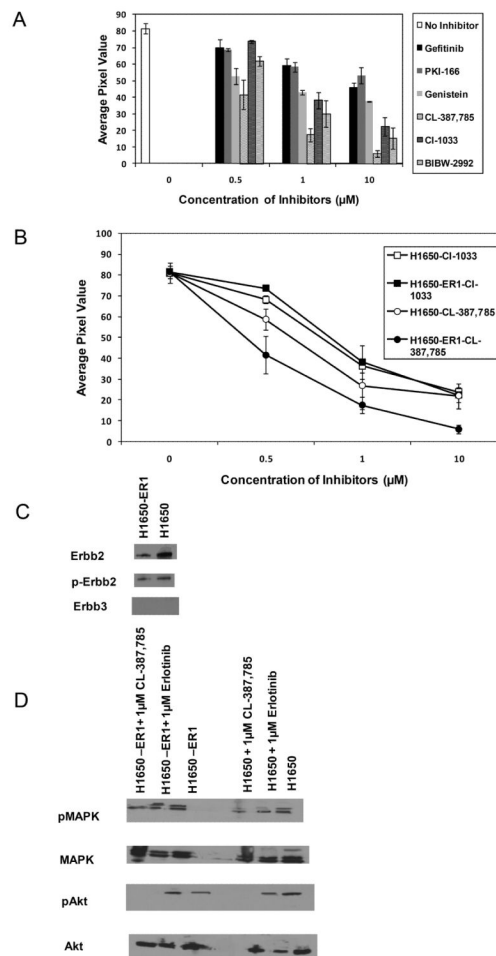 A
Average Pixel Value
90
80
70
60
50
40
30
20
10
0
0
0.5
1
10
Concentration of Inhibitors (µM)
No Inhibitor
Gefitinib
PKI-166
Genistein
CL-387,785
CI-1033
BIBW-2992
B
Average Pixel Value
100
90
80
70
60
50
40
30
20
10
0
0
0.5
1
10
Concentration of Inhibitors (µM)
H1650-CI-1033
H1650-ER1-CI-
1033
H1650-CL-387,785
H1650-ER1-CL-
387,785
C
H1650-ER1
H1650
Erbb2
p-Erbb2
Erbb3
D
H1650 –ER1+ 1µM CL-387,785
H1650 –ER1+ 1µM Erlotinib
H1650 –ER1
H1650 + 1µM CL-387,785
H1650 + 1µM Erlotinib
H1650
pMAPK
MAPK
pAkt
Akt